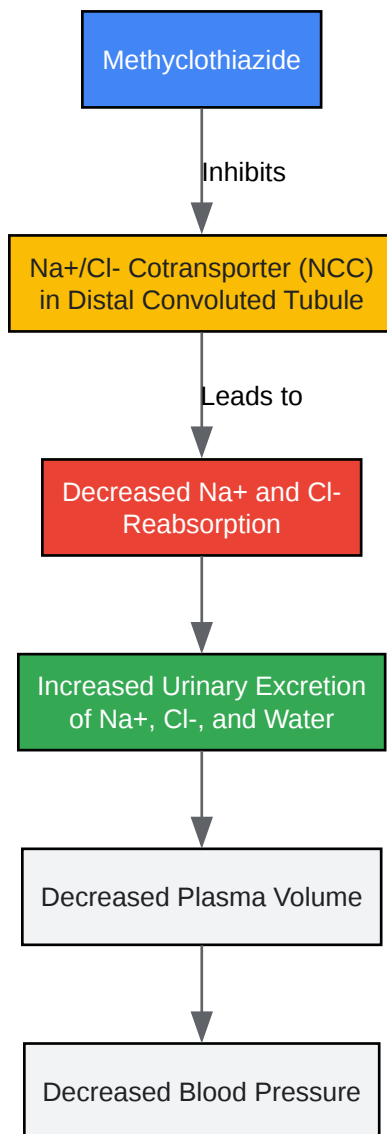 Methyclothiazide
Inhibits
Na+/Cl- Cotransporter (NCC)
in Distal Convoluted Tubule
Leads to
Decreased Na+ and Cl-
Reabsorption
Increased Urinary Excretion
of Na+, Cl-, and Water
Decreased Plasma Volume
Decreased Blood Pressure